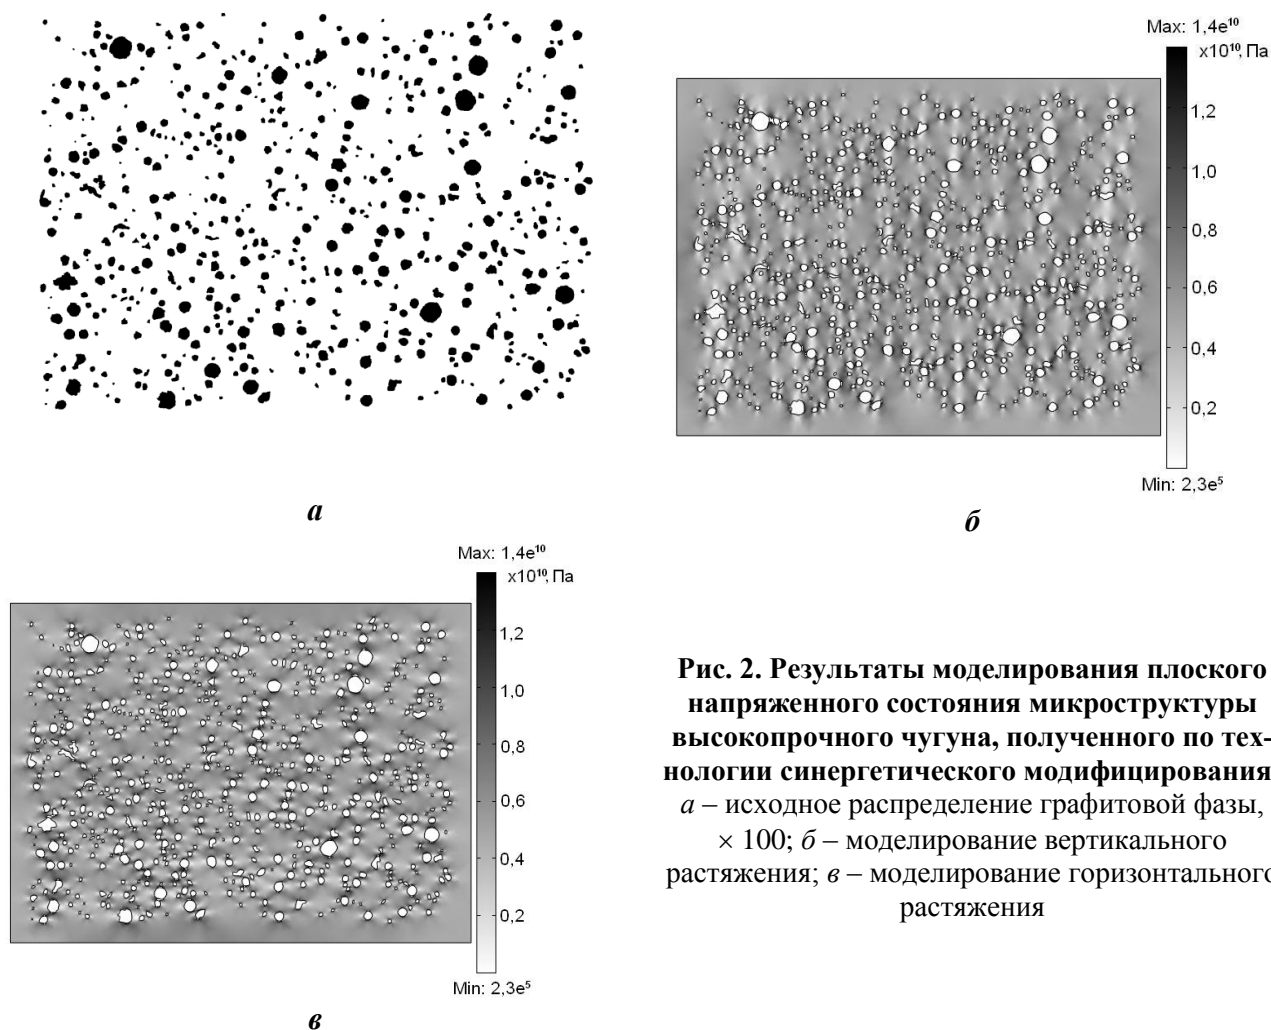 Max: 1,4e¹⁰
x10¹⁰, Па
1,2
1,0
0,8
0,6
0,4
0,2
Min: 2,3e⁵
а
б
Max: 1,4e¹⁰
x10¹⁰, Па
1,2
1,0
0,8
0,6
0,4
0,2
Min: 2,3e⁵
в
Рис. 2. Результаты моделирования плоского
напряженного состояния микроструктуры
высокопрочного чугуна, полученного по тех-
нологии синергетического модифицирования
а – исходное распределение графитовой фазы,
× 100; б – моделирование вертикального
растяжения; в – моделирование горизонтального
растяжения